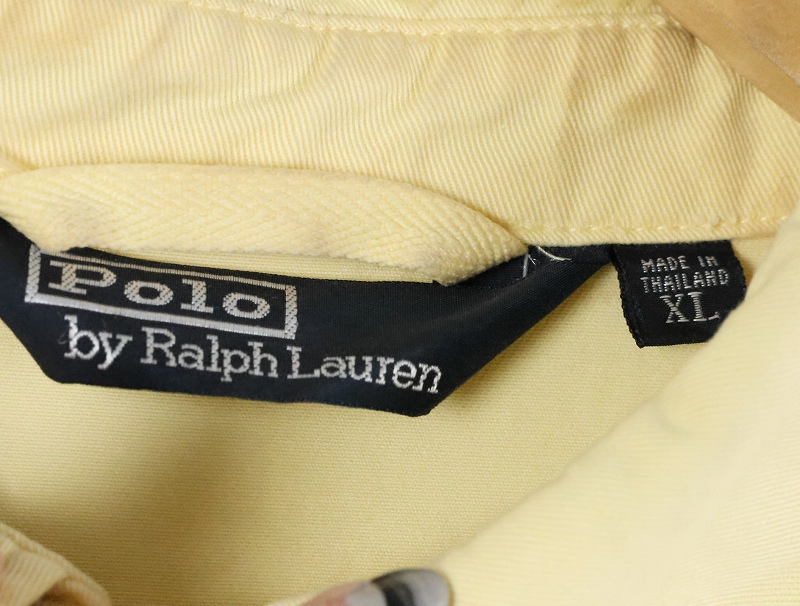 Polo
by Ralph Lauren
MADE IN
THAILAND
XL